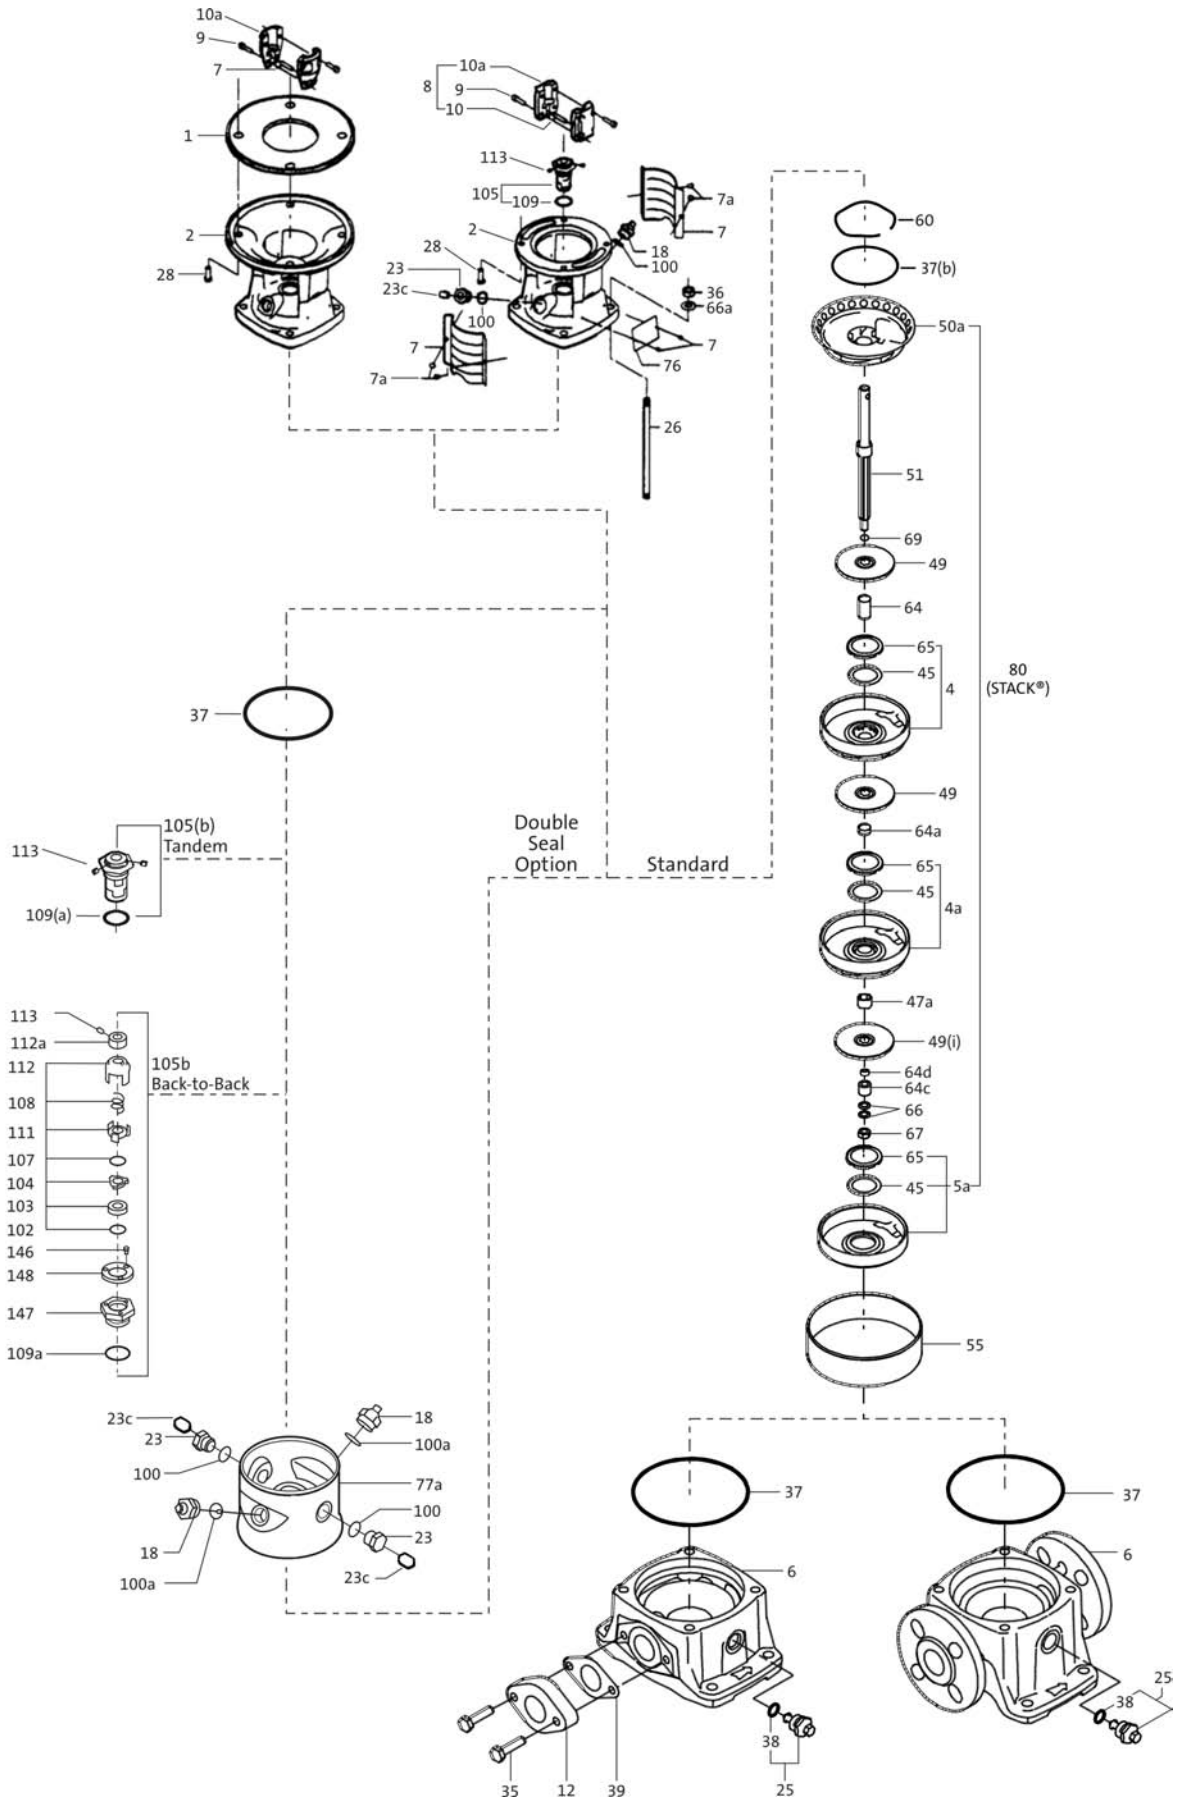 10a
9
7
1
2
28
8
10a
9
10
113
105
109
2
28
23
23c
100
7
7a
7a
7
18
100
36
66a
7
76
26
60
37(b)
50a
51
69
49
64
65
45
4
80
(STACK®)
49
64a
65
45
4a
47a
49(i)
64d
64c
66
67
65
45
5a
55
37
Double
Seal
Option
Standard
105(b)
Tandem
113
109(a)
113
112a
112
108
111
107
104
103
102
146
148
147
109a
105b
Back-to-Back
23c
23
100
18
100a
18
100a
77a
100
23
23c
37
6
38
25
35
12
39
37
6
38
25